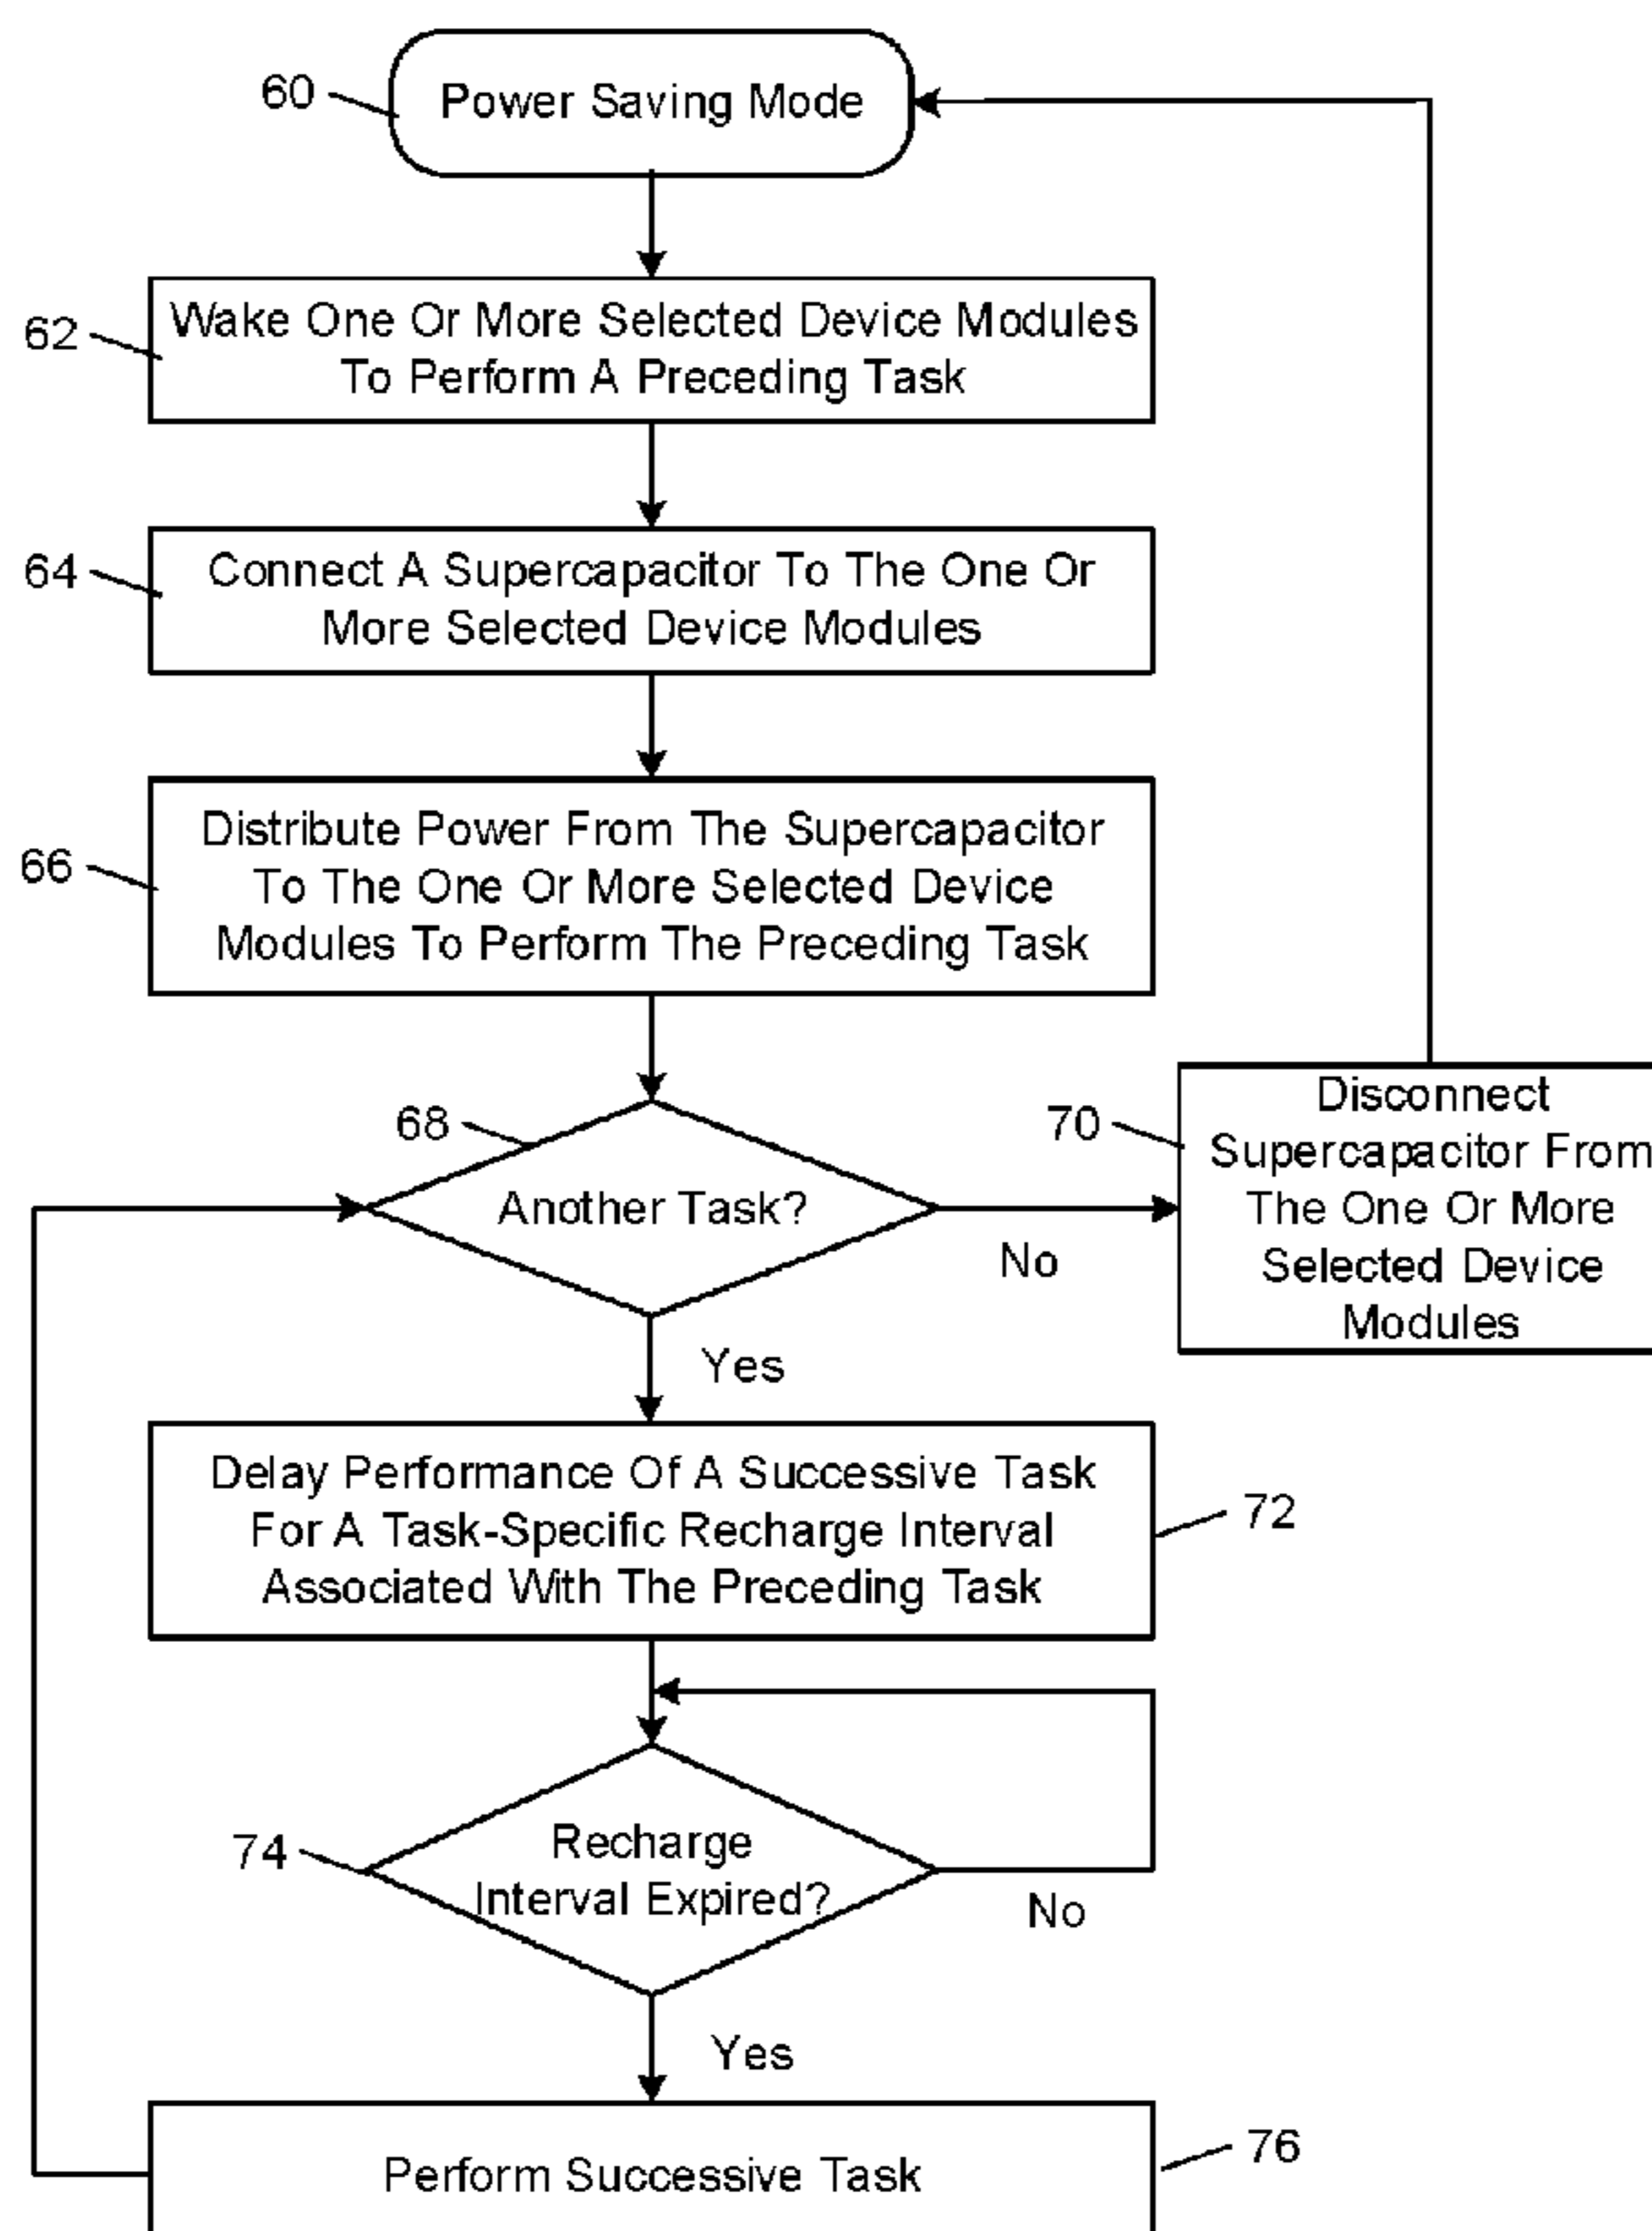 60
Power Saving Mode
62
Wake One Or More Selected Device Modules
To Perform A Preceding Task
64
Connect A Supercapacitor To The One Or
More Selected Device Modules
66
Distribute Power From The Supercapacitor
To The One Or More Selected Device
Modules To Perform The Preceding Task
68
Another Task?
No
70
Disconnect
Supercapacitor From
The One Or More
Selected Device
Modules
Yes
Delay Performance Of A Successive Task
For A Task-Specific Recharge Interval
Associated With The Preceding Task
72
74
Recharge
Interval Expired?
No
Yes
Perform Successive Task
76